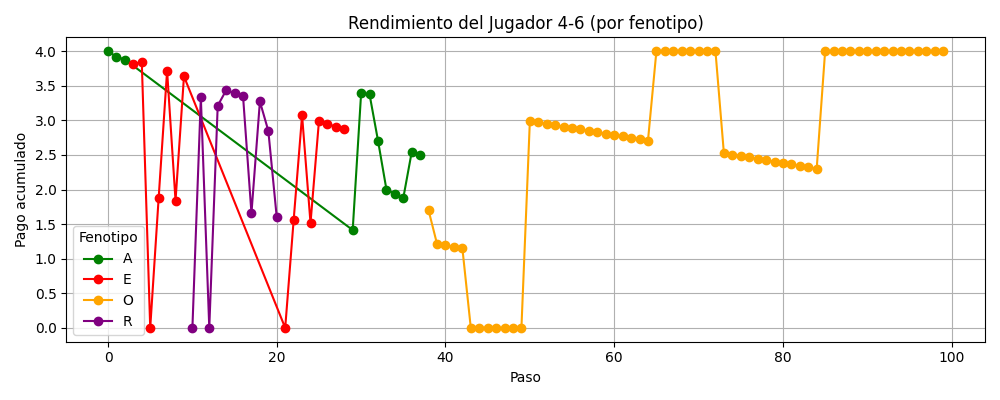 Rendimiento del Jugador 4-6 (por fenotipo)
Pago acumulado
4.0
3.5
3.0
2.5
2.0
1.5
1.0
0.5
0.0
Fenotipo
A
E
O
R
0 20 40 60 80 100
Paso